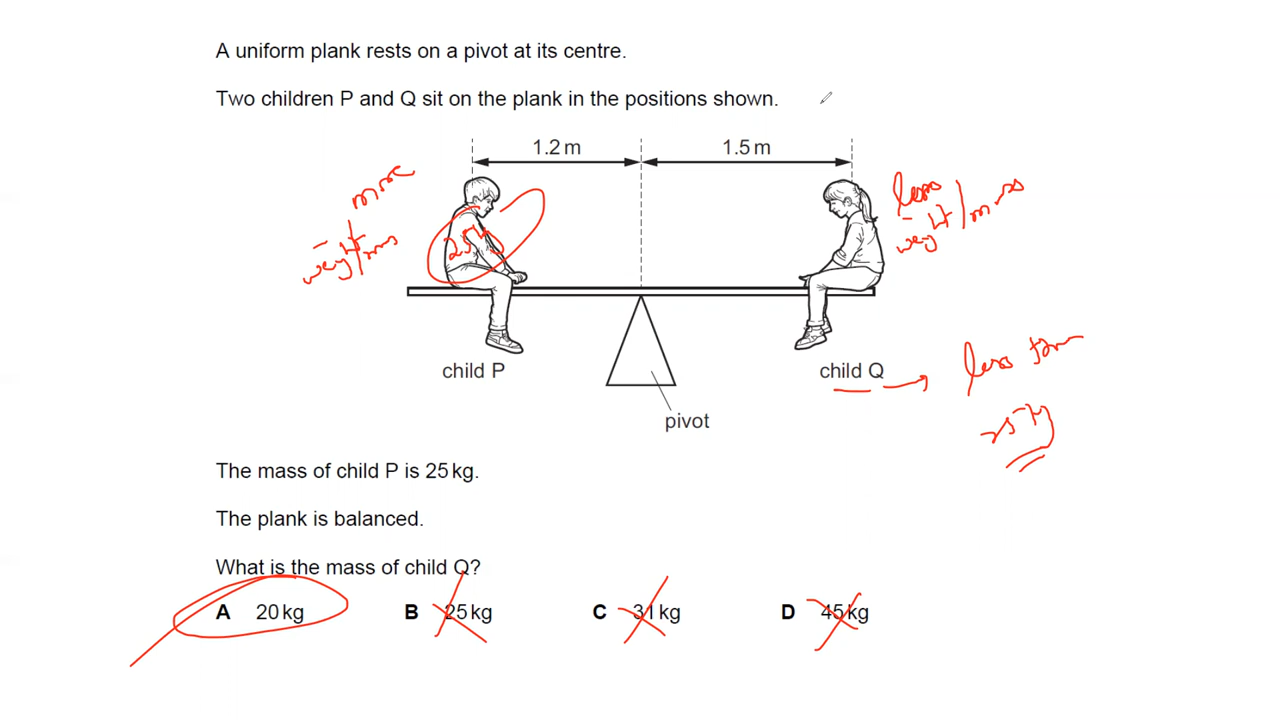 A uniform plank rests on a pivot at its centre.
Two children P and Q sit on the plank in the positions shown.
1.2 m 1.5 m
more
weight/mass
less
weight/mass
child P
child Q
less
25 kg
pivot
The mass of child P is 25 kg.
The plank is balanced.
What is the mass of child Q?
A 20 kg B 25 kg C 31 kg D 45 kg